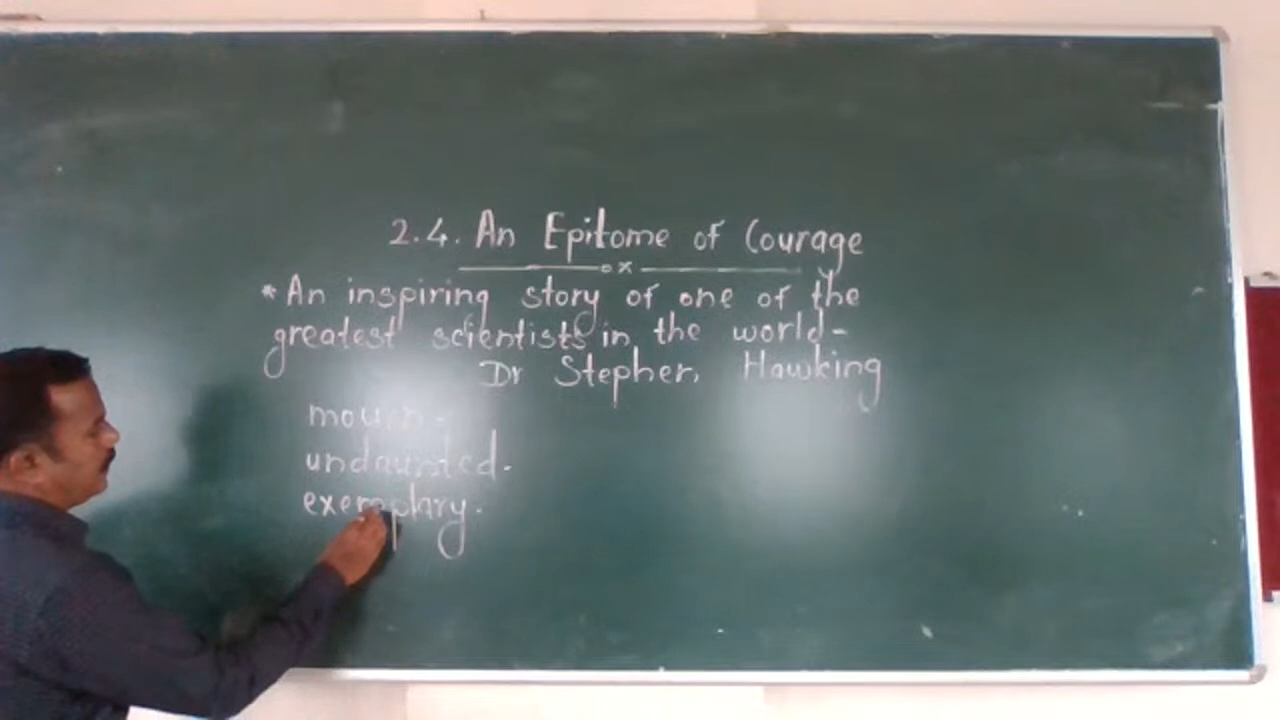 2.4. An Epitome of Courage
* An inspiring story of one of the
greatest scientists in the world-
Dr Stephen Hawking
mourn-
undaunted.
exemplary.